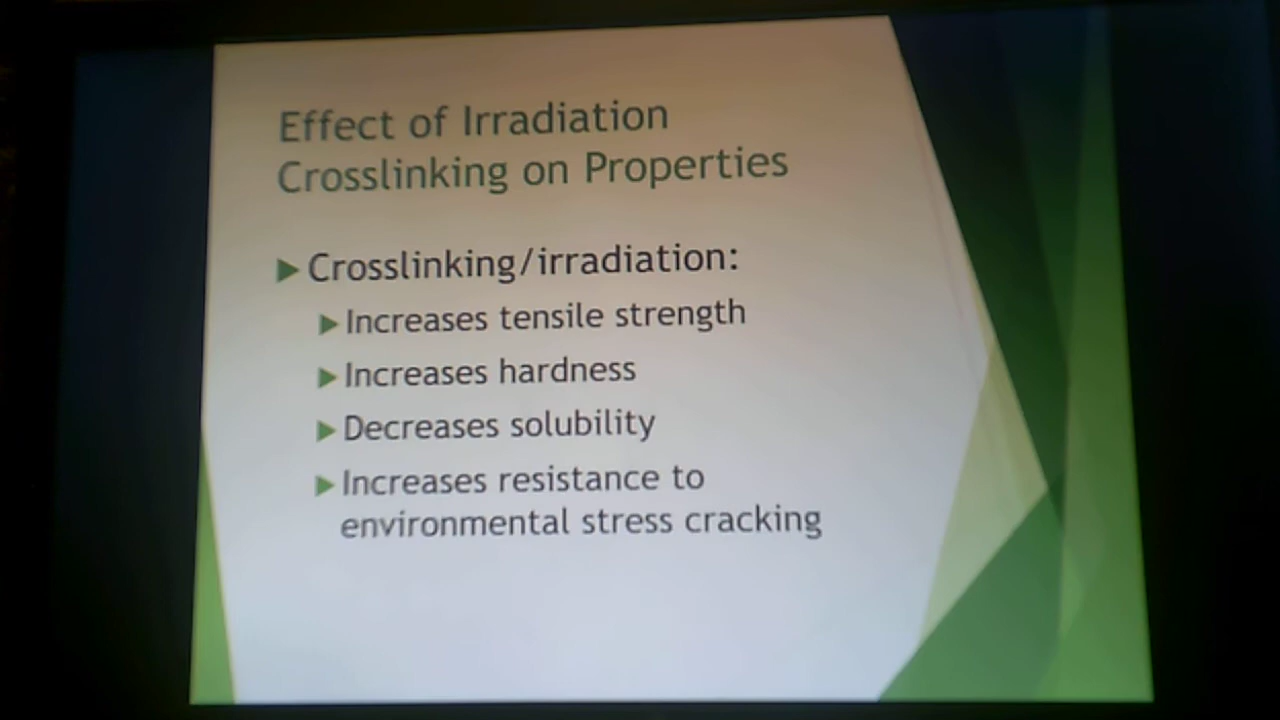 Effect of Irradiation
Crosslinking on Properties
Crosslinking/irradiation:
Increases tensile strength
Increases hardness
Decreases solubility
Increases resistance to
environmental stress cracking